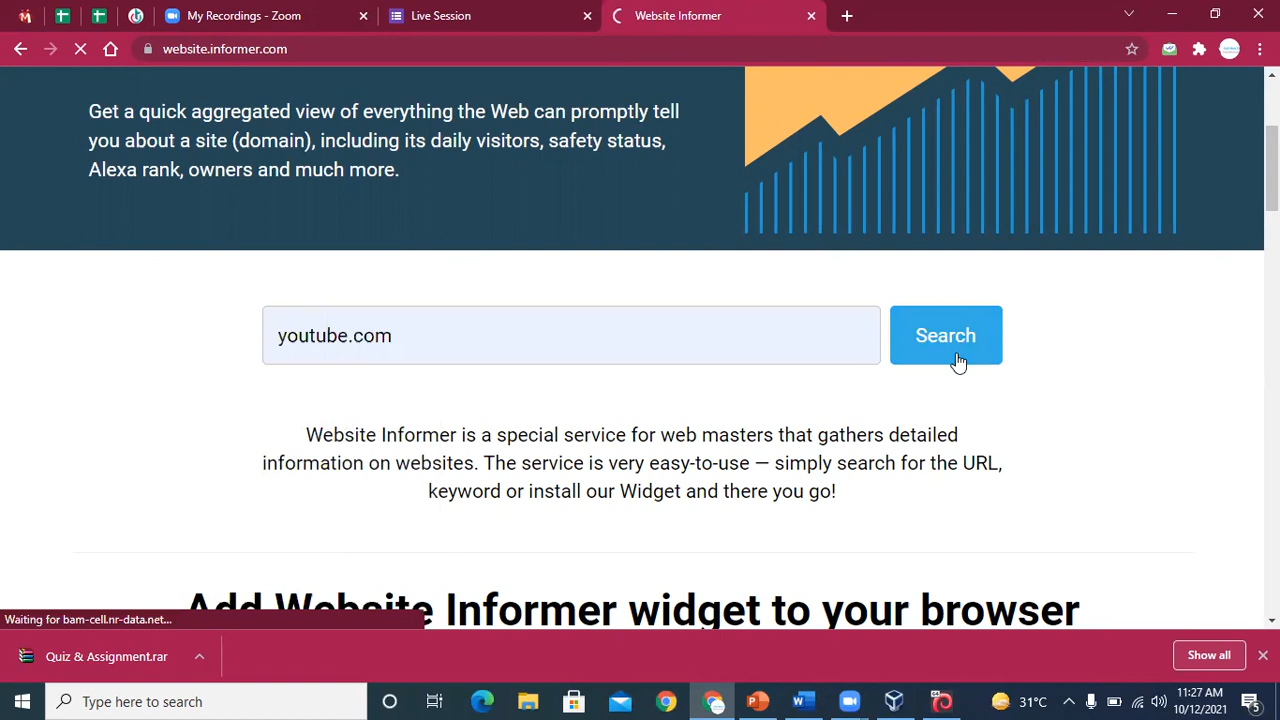 My Recordings - Zoom
Live Session
Website Informer
website.informer.com
Get a quick aggregated view of everything the Web can promptly tell
you about a site (domain), including its daily visitors, safety status,
Alexa rank, owners and much more.
youtube.com
Search
Website Informer is a special service for web masters that gathers detailed
information on websites. The service is very easy-to-use — simply search for the URL,
keyword or install our Widget and there you go!
Add Website Informer widget to your browser
Waiting for bam-cell.nr-data.net...
Quiz & Assignment.rar
Show all
Type here to search
31°C
11:27 AM
10/12/2021
5